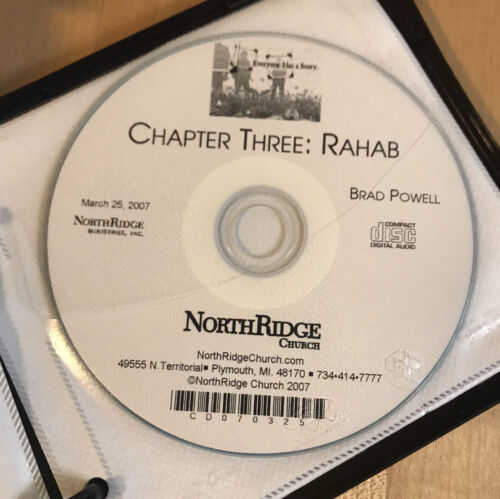 Everyone Has a Story.
CHAPTER THREE: RAHAB
March 25, 2007
NORTHRIDGE
MINISTRIES, INC.
BRAD POWELL
COMPACT
disc
DIGITAL AUDIO
NORTHRIDGE
CHURCH
NorthRidgeChurch.com
49555 N. Territorial▪ Plymouth, MI. 48170 ▪ 734▪414▪7777
©NorthRidge Church 2007
CD070325